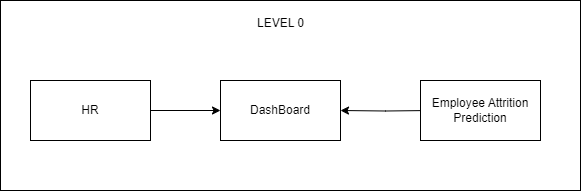 LEVEL 0
HR
DashBoard
Employee Attrition
Prediction